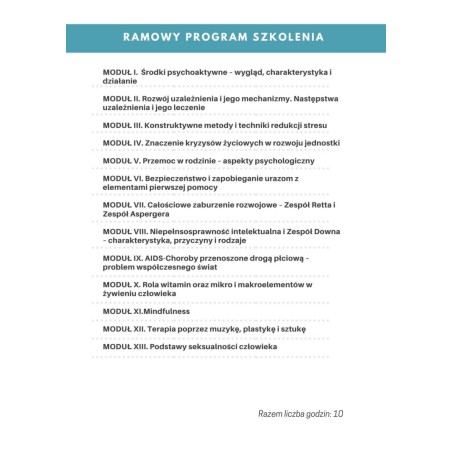 RAMOWY PROGRAM SZKOLENIA
MODUŁ I. Środki psychoaktywne – wygląd, charakterystyka i
działanie
MODUŁ II. Rozwój uzależnienia i jego mechanizmy. Następstwa
uzależnienia i jego leczenie
MODUŁ III. Konstruktywne metody i techniki redukcji stresu
MODUŁ IV. Znaczenie kryzysów życiowych w rozwoju jednostki
MODUŁ V. Przemoc w rodzinie – aspekty psychologiczny
MODUŁ VI. Bezpieczeństwo i zapobieganie urazom z
elementami pierwszej pomocy
MODUŁ VII. Całościowe zaburzenie rozwojowe – Zespół Retta i
Zespół Aspergera
MODUŁ VIII. Niepełnosprawność intelektualna i Zespół Downa
– charakterystyka, przyczyny i rodzaje
MODUŁ IX. AIDS-Choroby przenoszone drogą płciową –
problem współczesnego świat
MODUŁ X. Rola witamin oraz mikro i makroelementów w
żywieniu człowieka
MODUŁ XI.Mindfulness
MODUŁ XII. Terapia poprzez muzykę, plastykę i sztukę
MODUŁ XIII. Podstawy seksualności człowieka
Razem liczba godzin: 10